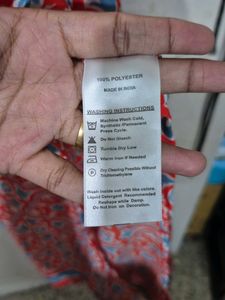 100% POLYESTER
MADE IN INDIA
WASHING INSTRUCTIONS
Machine Wash Cold,
Synthetic /Permanent
Press Cycle.
Do Not Bleach
Tumble Dry Low
Warm Iron If Needed
P
Dry Cleaning Possible Without
Trichloroethylene
Wash inside out with like colors.
Liquid Detergent Recommended
Reshape while Damp.
Do Not Iron on Decoration.